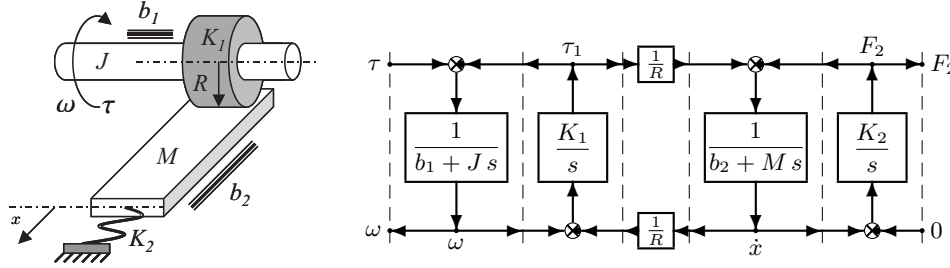 b₁
J
K₁
R
ω τ
M
b₂
x
K₂
τ
τ₁
1/R
F₂
F₂
1/(b₁ + J s)
K₁/s
1/(b₂ + M s)
K₂/s
ω
ω
1/R
ẋ
0